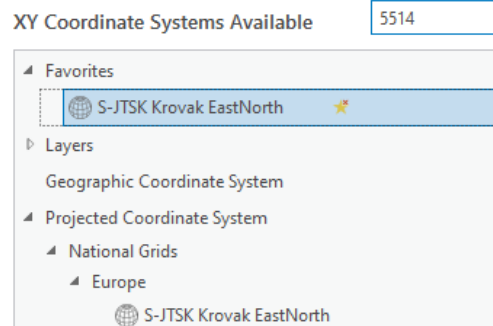 XY Coordinate Systems Available 5514
Favorites
S-JTSK Krovak EastNorth
Layers
Geographic Coordinate System
Projected Coordinate System
National Grids
Europe
S-JTSK Krovak EastNorth